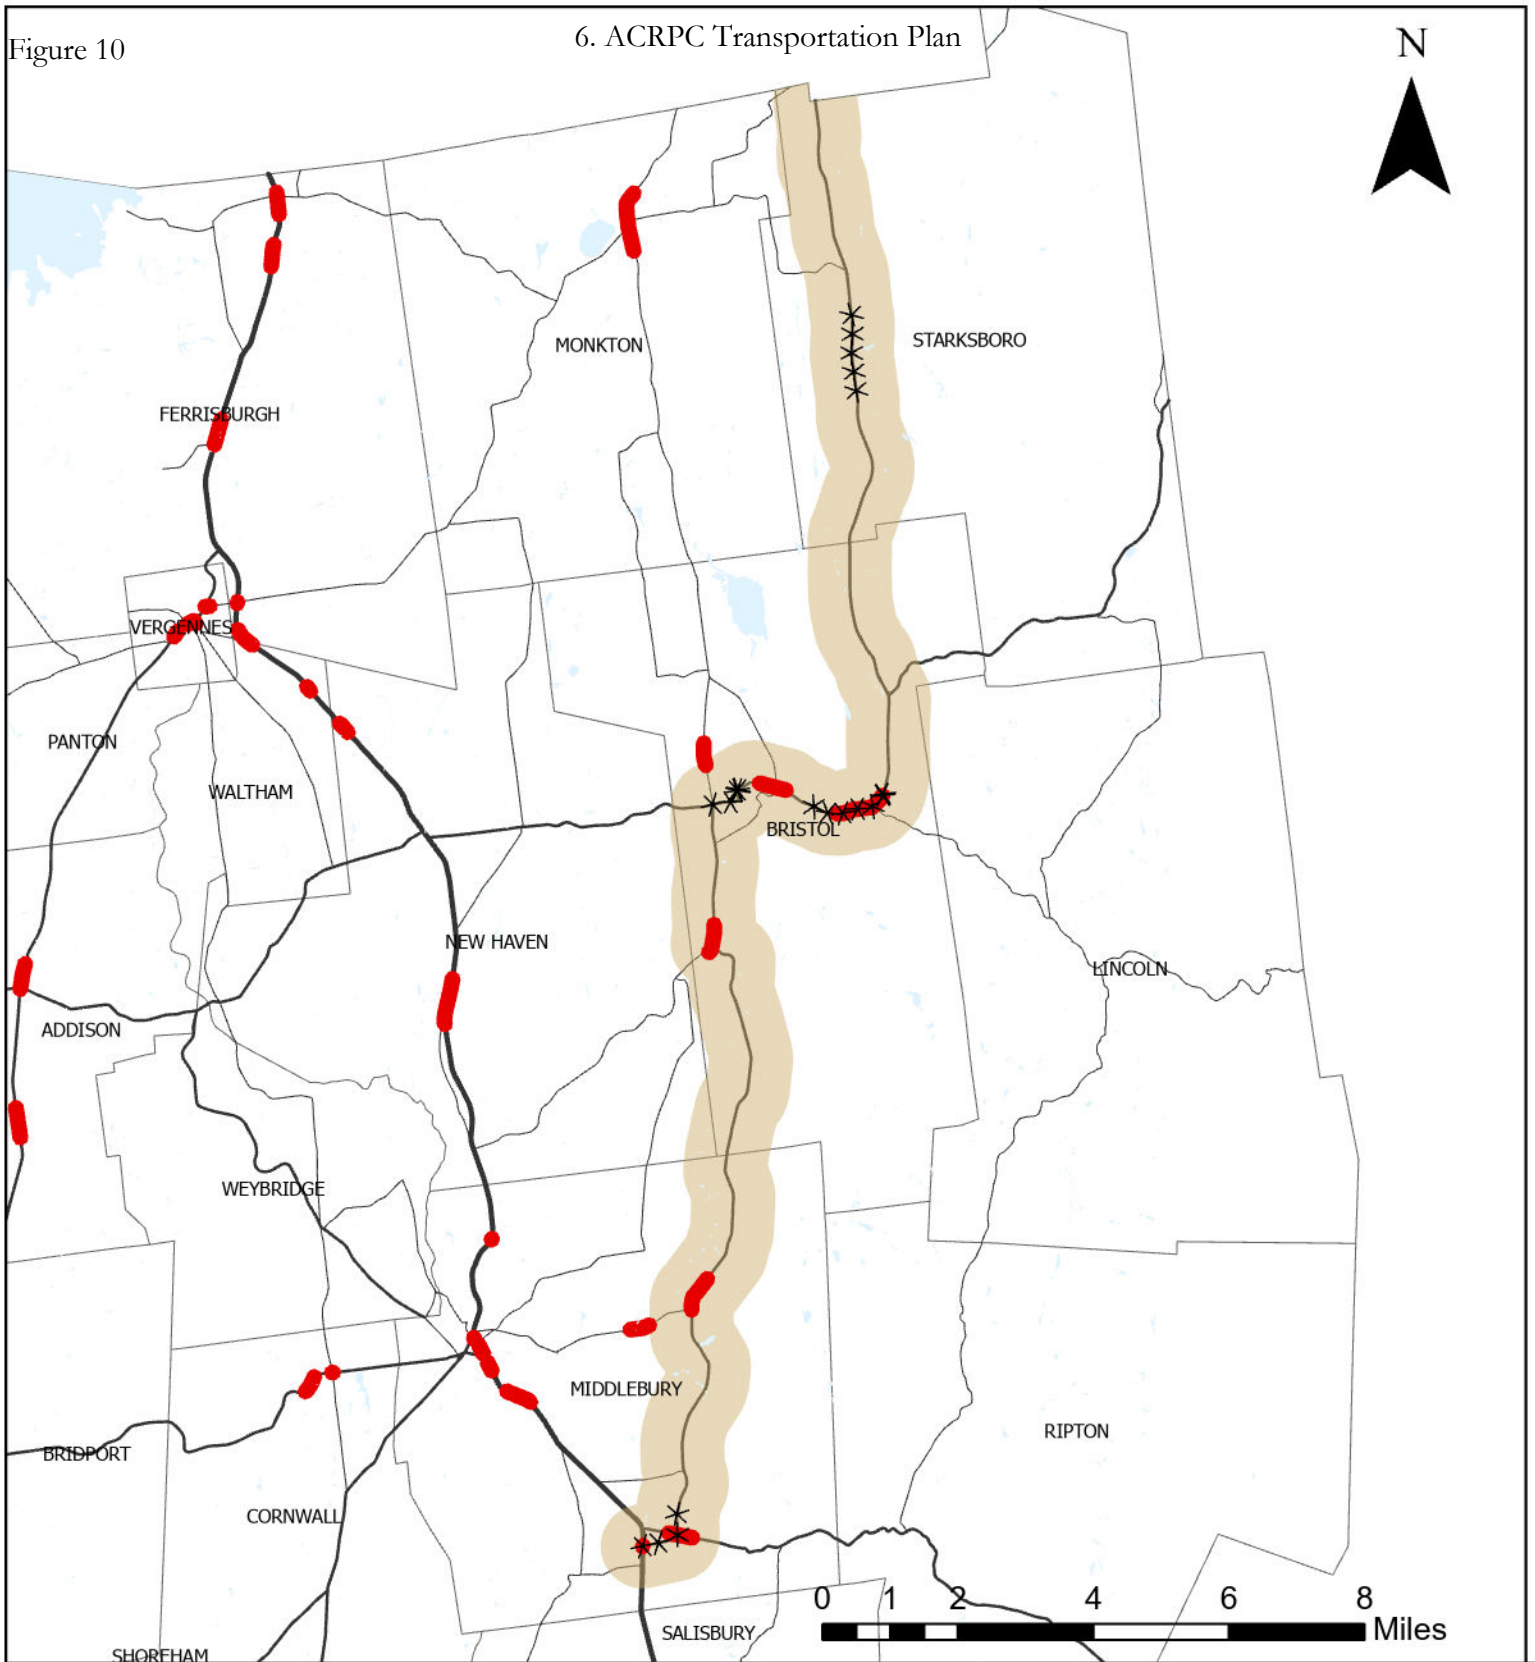 6. ACRPC Transportation Plan
Figure 10
N
STARKSBORO
MONKTON
FERRISBURGH
VERGENNES
PANTON
WALTHAM
BRISTOL
NEW HAVEN
LINCOLN
ADDISON
WEYBRIDGE
MIDDLEBURY
RIPTON
BRIDPORT
CORNWALL
0 1 2 4 6 8
Miles
SALISBURY
SHOREHAM